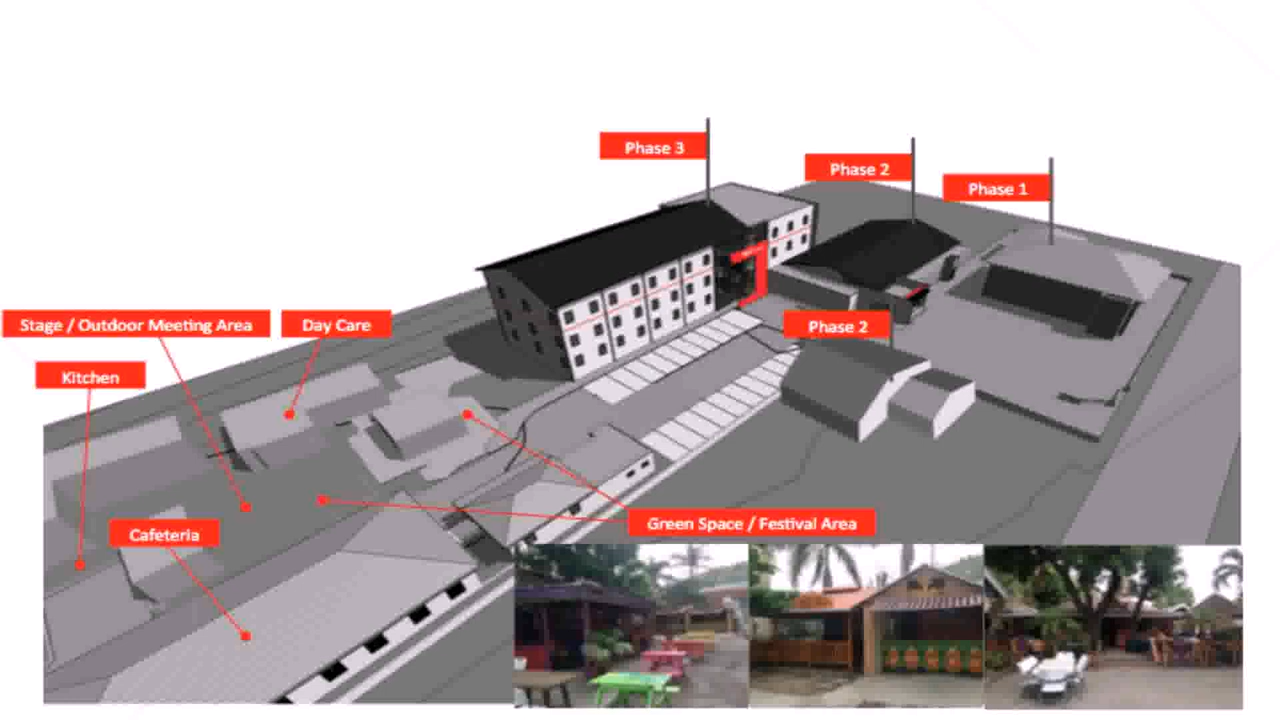 Phase 3
Phase 2
Phase 1
Stage / Outdoor Meeting Area
Day Care
Phase 2
Kitchen
Green Space / Festival Area
Cafeteria